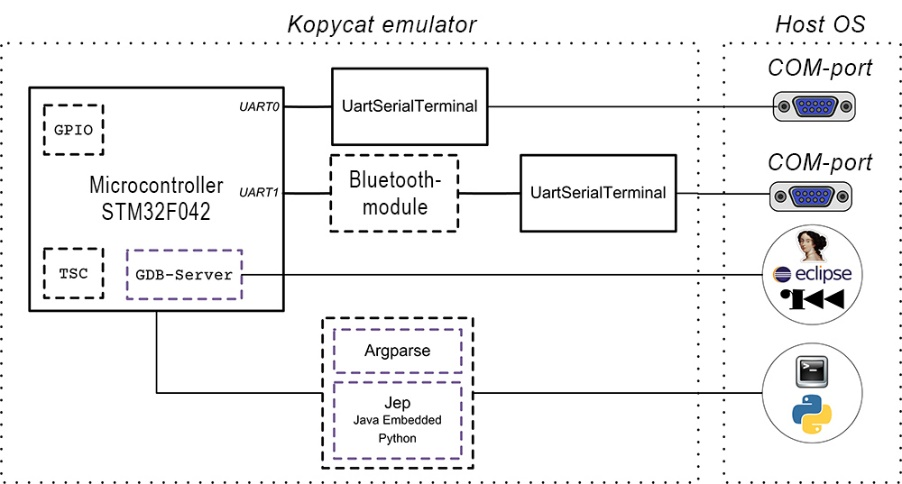 Kopycat emulator
Host OS
COM-port
UART0
UartSerialTerminal
GPIO
Microcontroller
STM32F042
UART1
Bluetooth-
module
UartSerialTerminal
COM-port
TSC
GDB-Server
eclipse
Argparse
Jep
Java Embedded
Python
>_